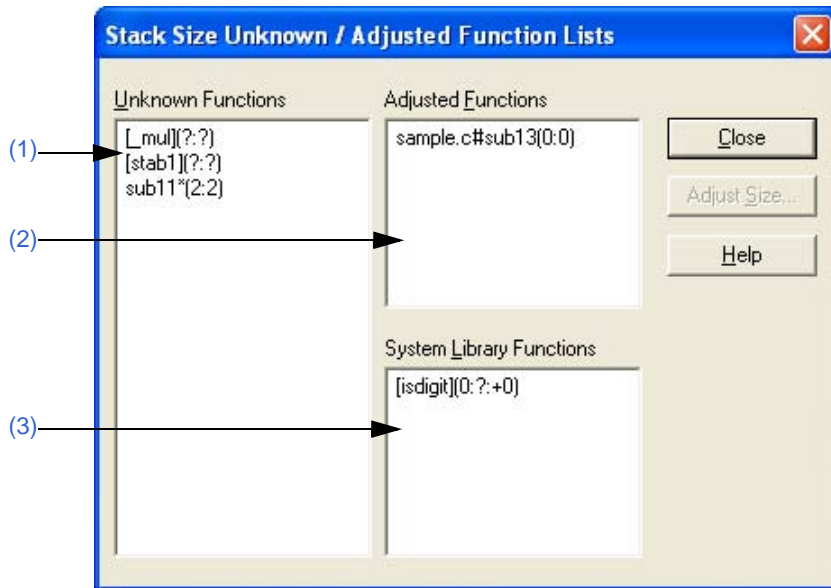 Stack Size Unknown / Adjusted Function Lists
Unknown Functions
[_mul](?:?)
[stab1](?:?)
sub11*(2:2)
Adjusted Functions
sample.c#sub13(0:0)
System Library Functions
[isdigit](0:?:+0)
Close
Adjust Size...
Help
(1)
(2)
(3)